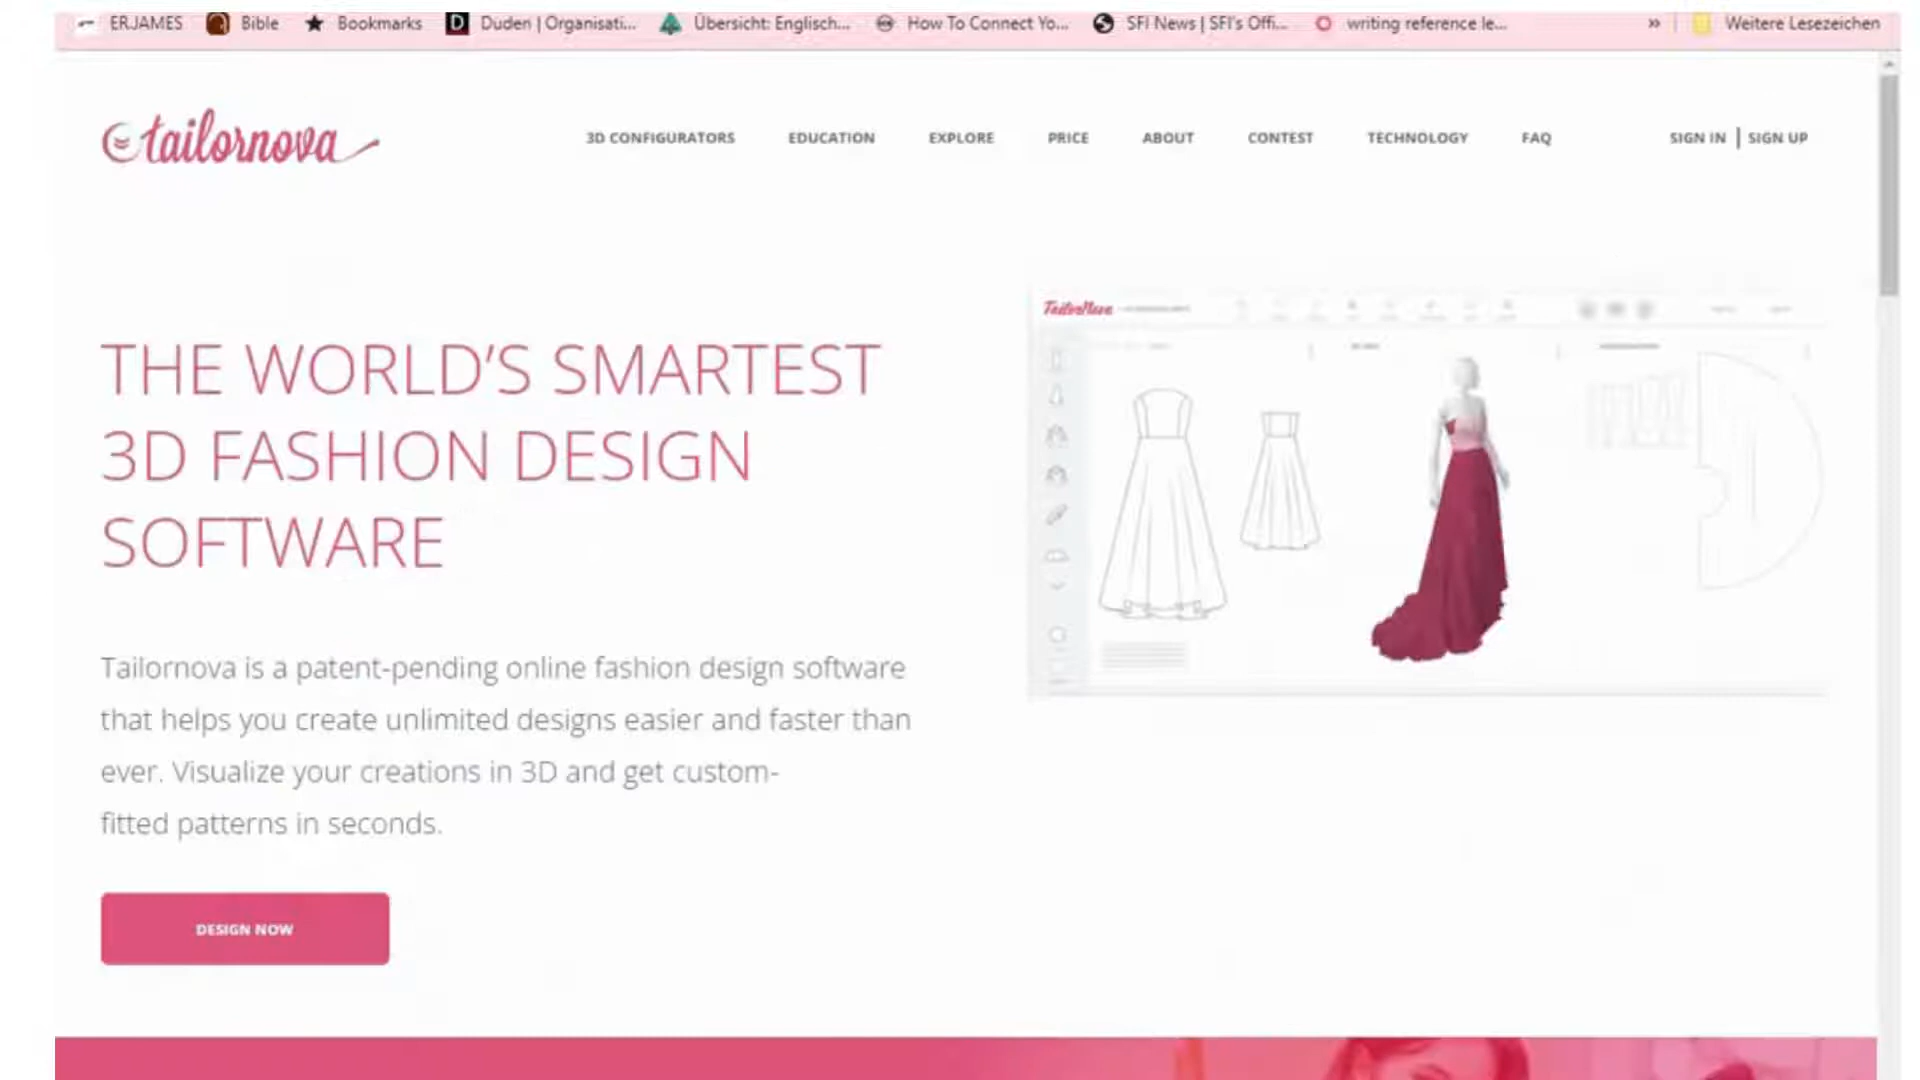 ERJAMES Bible Bookmarks Duden | Organisati... Übersicht: Englisch... How To Connect Yo... SFI News | SFI's Offi... writing reference le... » Weitere Lesezeichen
tailornova 3D CONFIGURATORS EDUCATION EXPLORE PRICE ABOUT CONTEST TECHNOLOGY FAQ SIGN IN | SIGN UP
TailorNova
THE WORLD'S SMARTEST
3D FASHION DESIGN
SOFTWARE
Tailornova is a patent-pending online fashion design software
that helps you create unlimited designs easier and faster than
ever. Visualize your creations in 3D and get custom-
fitted patterns in seconds.
DESIGN NOW